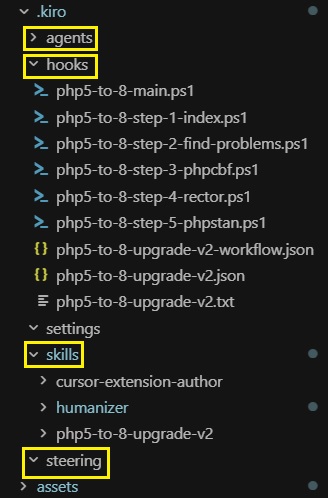 .kiro
agents
hooks
php5-to-8-main.ps1
php5-to-8-step-1-index.ps1
php5-to-8-step-2-find-problems.ps1
php5-to-8-step-3-phpcbf.ps1
php5-to-8-step-4-rector.ps1
php5-to-8-step-5-phpstan.ps1
{} php5-to-8-upgrade-v2-workflow.json
{} php5-to-8-upgrade-v2.json
php5-to-8-upgrade-v2.txt
settings
skills
cursor-extension-author
humanizer
php5-to-8-upgrade-v2
steering
assets